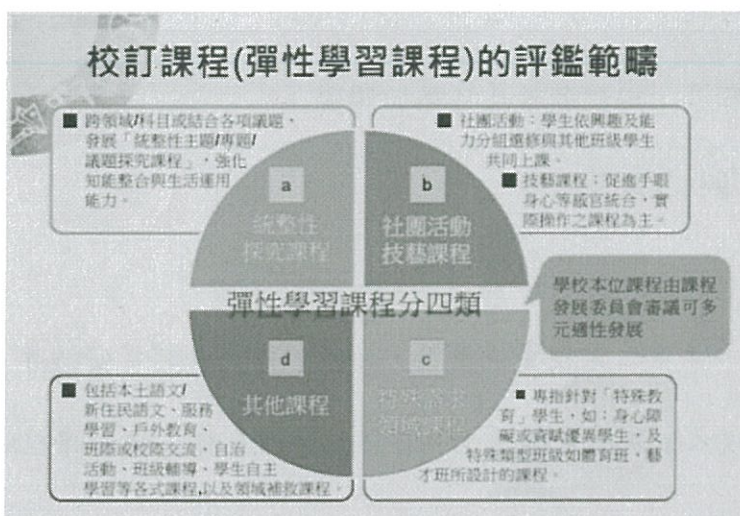 校訂課程(彈性學習課程)的評鑑範疇
■ 跨領域/科目或結合各項議題、
發展「統整性主題/專題/
議題探究課程」，強化
知能整合與生活運用
能力。
■ 社團活動：學生依興趣及能
力分組選修與其他班級學生
共同上課。
■ 技藝課程：促進手眼
身心等感官統合，實
際操作之課程為主。
a
統整性
探究課程
b
社團活動
技藝課程
彈性學習課程分四類
學校本位課程由課程
發展委員會審議可多
元適性發展
d
其他課程
c
特殊需求
領域課程
■ 包括本土語文/
新住民語文、服務
學習、戶外教育、
班際或校際交流、自治
活動、班級輔導、學生自主
學習等各式課程,以及領域補救課程。
■ 專指針對「特殊教
育」學生，如：身心障
礙或資賦優異學生，及
特殊類型班級如體育班、藝
才班所設計的課程。